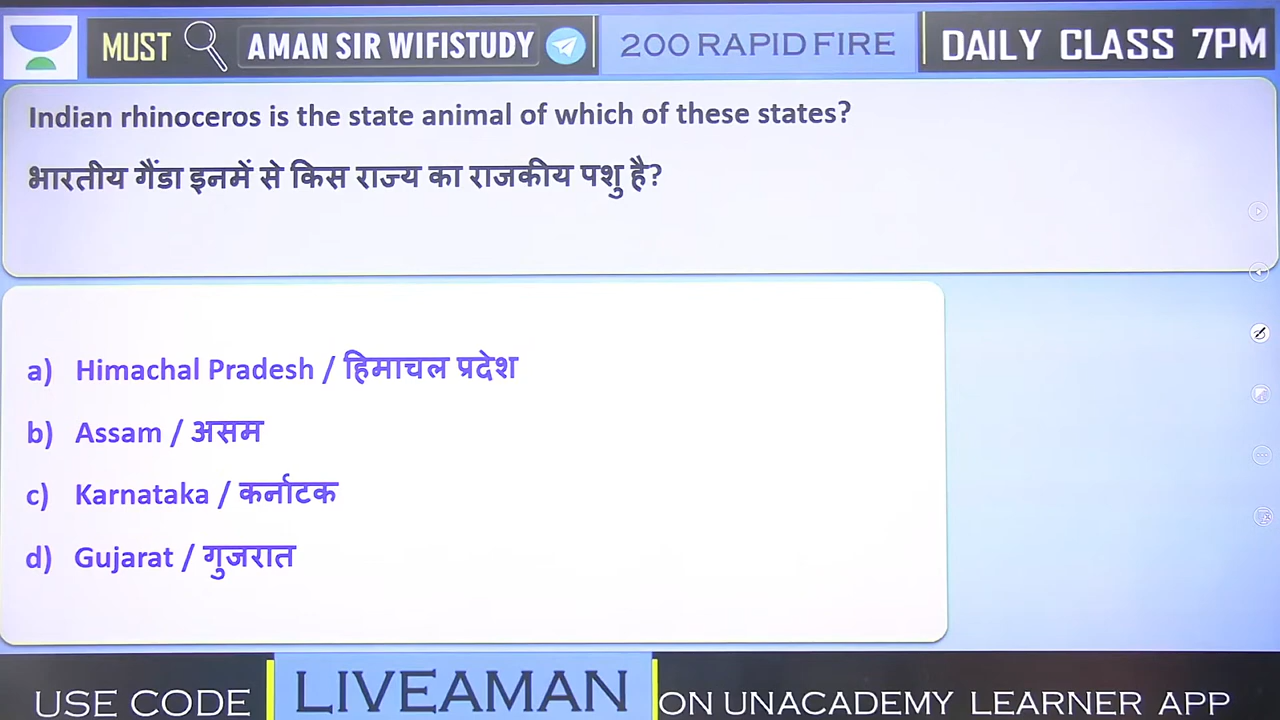 MUST AMAN SIR WIFISTUDY 200 RAPID FIRE DAILY CLASS 7PM
Indian rhinoceros is the state animal of which of these states?
भारतीय गैंडा इनमें से किस राज्य का राजकीय पशु है?
a) Himachal Pradesh / हिमाचल प्रदेश
b) Assam / असम
c) Karnataka / कर्नाटक
d) Gujarat / गुजरात
USE CODE LIVEAMAN ON UNACADEMY LEARNER APP